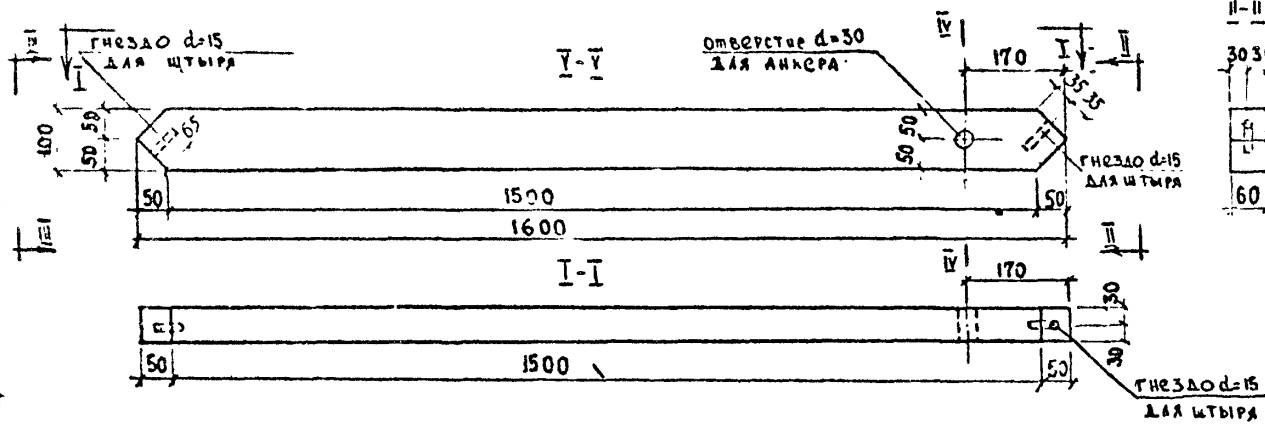 II-II
III
гнездо d=15
для штыря
I
V-V
IV
отверстие d=30
для анкера
170
I
II
30
35
35
100
50
50
65
50
50
гнездо d=15
для штыря
50
1500
50
60
III
1600
II
I-I
IV
170
30
30
50
1500
50
гнездо d=15
для штыря